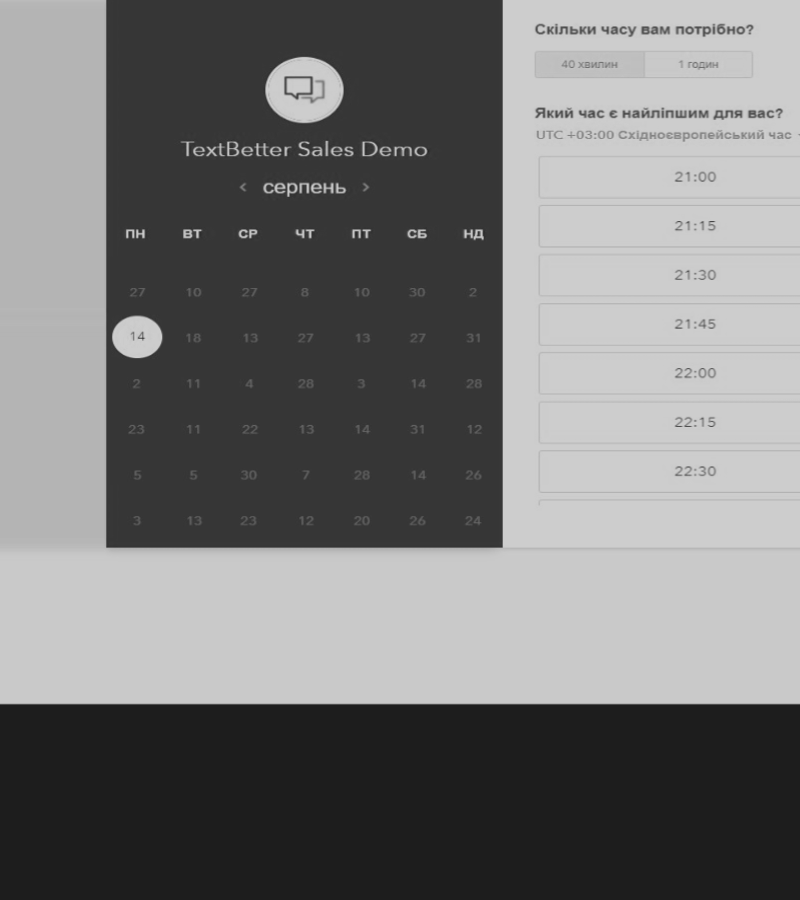 TextBetter Sales Demo
‹ серпень ›
ПН ВТ СР ЧТ ПТ СБ НД
27 10 27 8 10 30 2
14 18 13 27 13 27 31
2 11 4 28 3 14 28
23 11 22 13 14 31 12
5 5 30 7 28 14 26
3 13 23 12 20 26 24
Скільки часу вам потрібно?
40 хвилин 1 годин
Який час є найліпшим для вас?
UTC +03:00 Східноєвропейський час
21:00
21:15
21:30
21:45
22:00
22:15
22:30